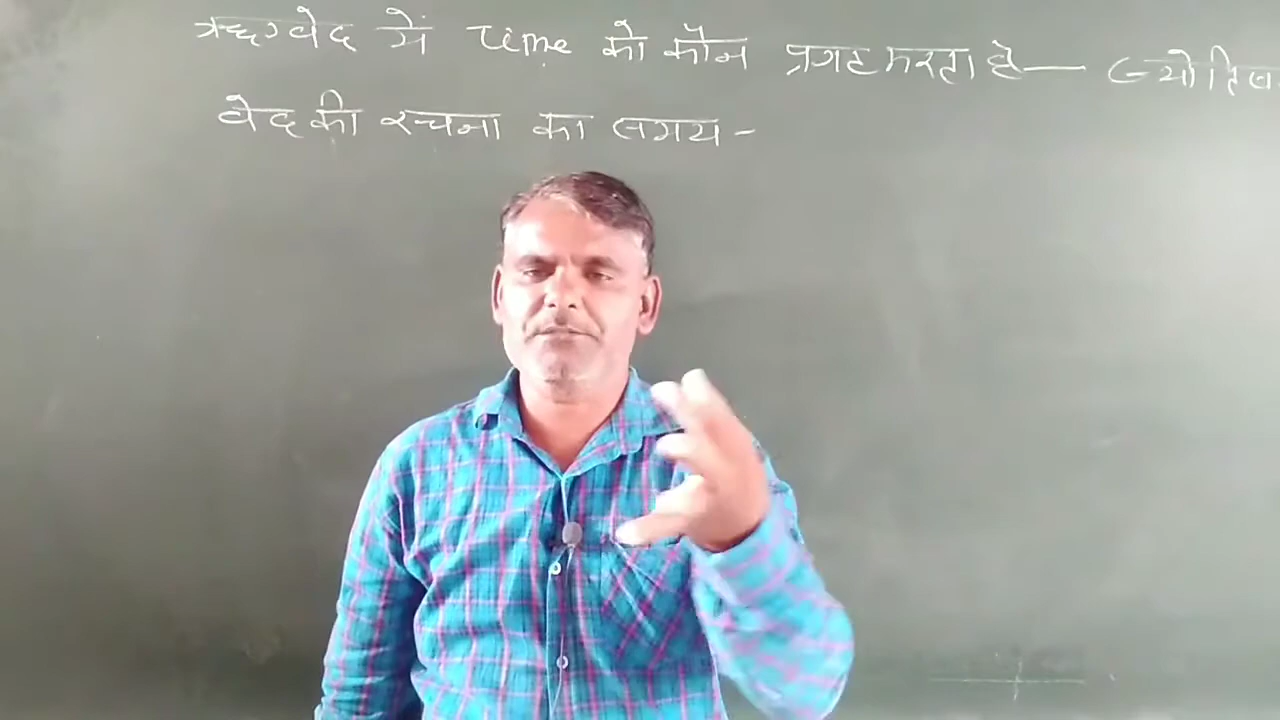 ऋग्वेद में Time को कौन प्रगट करता है— ज्योतिष
वेद की रचना का समय -